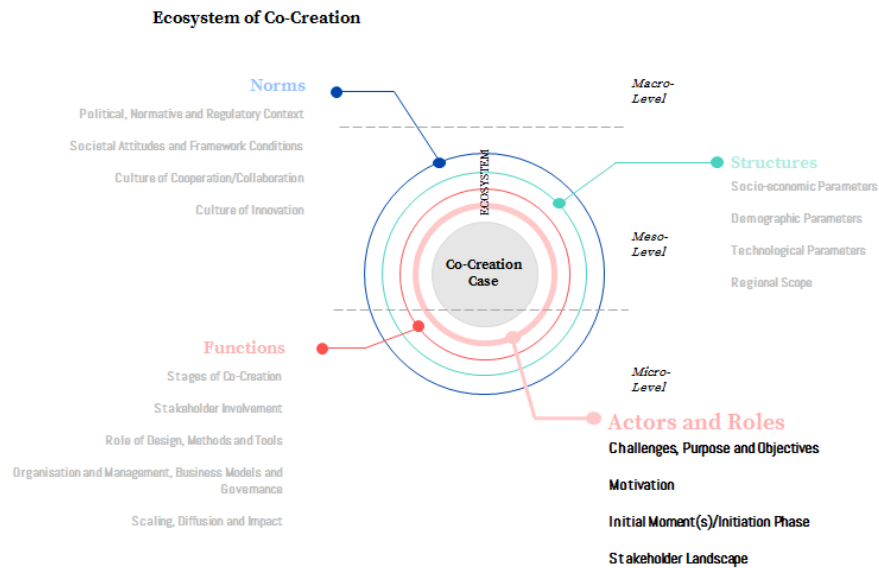 Ecosystem of Co-Creation
Norms
Political, Normative and Regulatory Context
Societal Attitudes and Framework Conditions
Culture of Cooperation/Collaboration
Culture of Innovation
Macro-
Level
ECOSYSTEM
Structures
Socio-economic Parameters
Demographic Parameters
Technological Parameters
Regional Scope
Meso-
Level
Co-Creation
Case
Functions
Stages of Co-Creation
Stakeholder Involvement
Role of Design, Methods and Tools
Organisation and Management, Business Models and
Governance
Scaling, Diffusion and Impact
Micro-
Level
Actors and Roles
Challenges, Purpose and Objectives
Motivation
Initial Moment(s)/Initiation Phase
Stakeholder Landscape